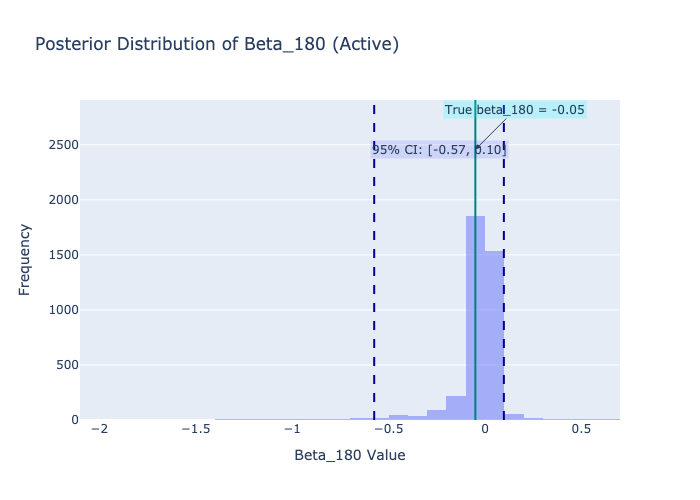 Posterior Distribution of Beta_180 (Active)
True beta_180 = -0.05
95% CI: [-0.57, 0.10]
2500
2000
1500
1000
500
0
Frequency
−2
−1.5
−1
−0.5
0
0.5
Beta_180 Value